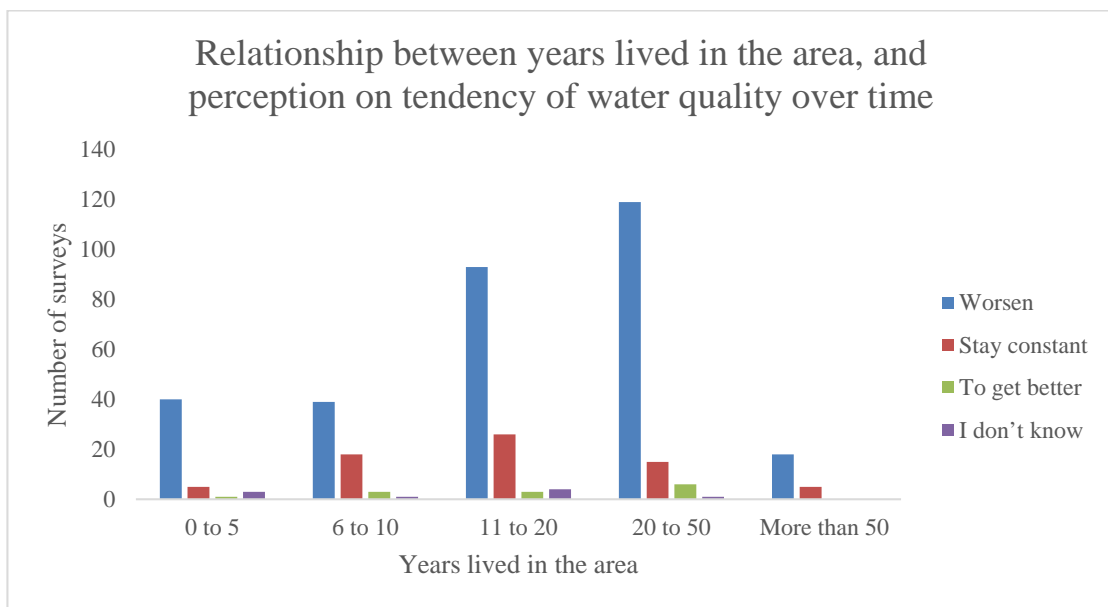 Relationship between years lived in the area, and
perception on tendency of water quality over time
140
120
100
80
60
40
20
0
Number of surveys
0 to 5
6 to 10
11 to 20
20 to 50
More than 50
Years lived in the area
Worsen
Stay constant
To get better
I don’t know